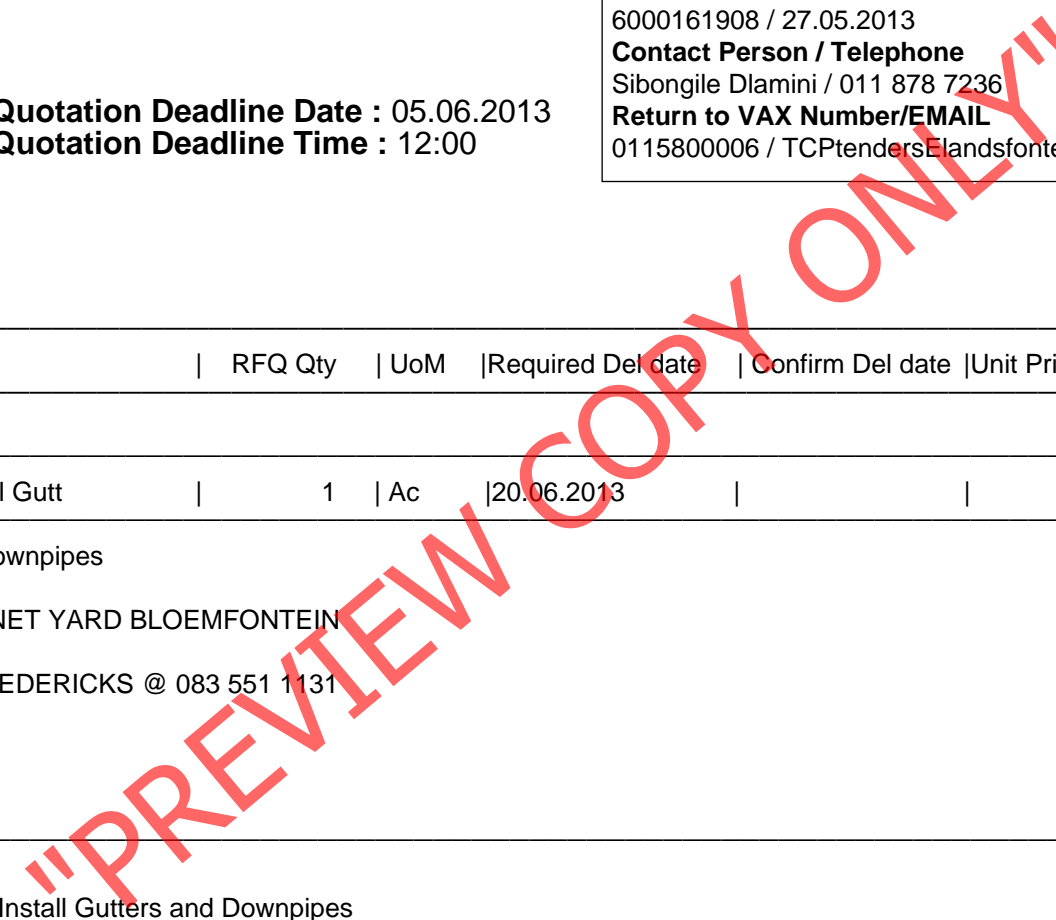 6000161908 / 27.05.2013
Contact Person / Telephone
Sibongile Dlamini / 011 878 7236
Return to VAX Number/EMAIL
0115800006 / TCPtendersElandsfonte
Quotation Deadline Date : 05.06.2013
Quotation Deadline Time : 12:00
| RFQ Qty | UoM |Required Del date | Confirm Del date |Unit Pri
l Gutt | 1 | Ac |20.06.2013 | |
ownpipes
NET YARD BLOEMFONTEIN
EDERICKS @ 083 551 1131
Install Gutters and Downpipes
"PREVIEW COPY ONLY"